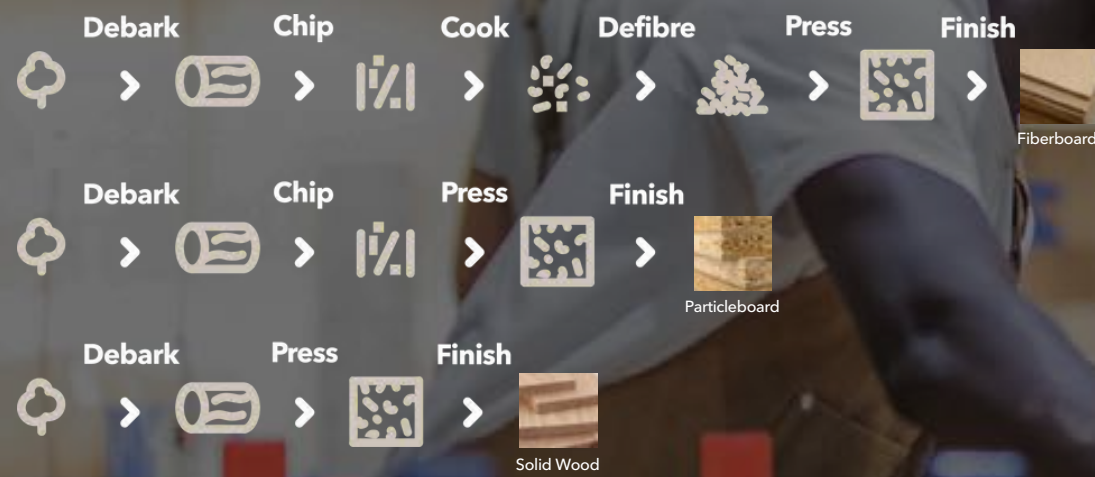 Debark Chip Cook Defibre Press Finish
Fiberboard
Debark Chip Press Finish
Particleboard
Debark Press Finish
Solid Wood